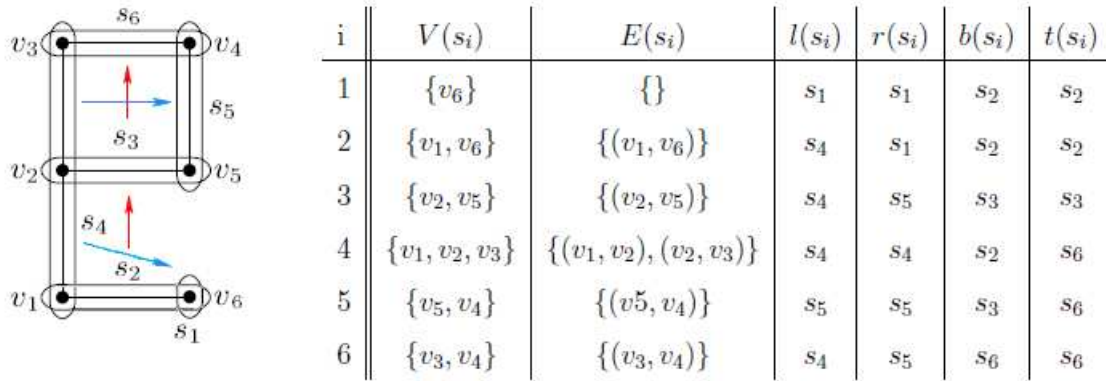 s₆
v₃ v₄
s₅
s₃
v₂ v₅
s₄
s₂
v₁ v₆
s₁
i V(sᵢ) E(sᵢ) l(sᵢ) r(sᵢ) b(sᵢ) t(sᵢ)
1 {v₆} {} s₁ s₁ s₂ s₂
2 {v₁, v₆} {(v₁, v₆)} s₄ s₁ s₂ s₂
3 {v₂, v₅} {(v₂, v₅)} s₄ s₅ s₃ s₃
4 {v₁, v₂, v₃} {(v₁, v₂), (v₂, v₃)} s₄ s₄ s₂ s₆
5 {v₅, v₄} {(v5, v₄)} s₅ s₅ s₃ s₆
6 {v₃, v₄} {(v₃, v₄)} s₄ s₅ s₆ s₆